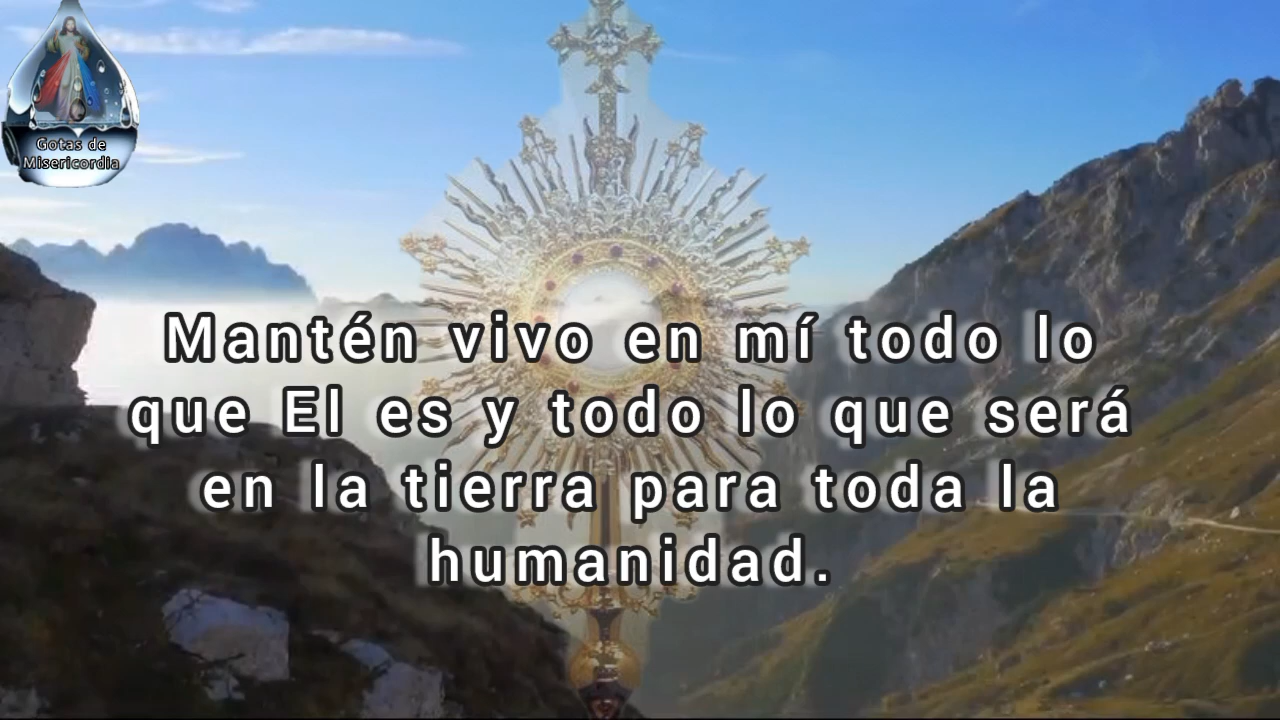 Gotas de
Misericordia
Mantén vivo en mí todo lo
que El es y todo lo que será
en la tierra para toda la
humanidad.